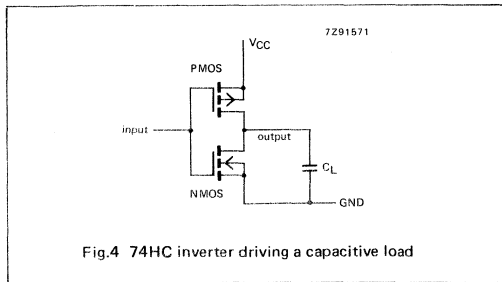 7Z91571
VCC
PMOS
input
output
CL
NMOS
GND
Fig.4 74HC inverter driving a capacitive load